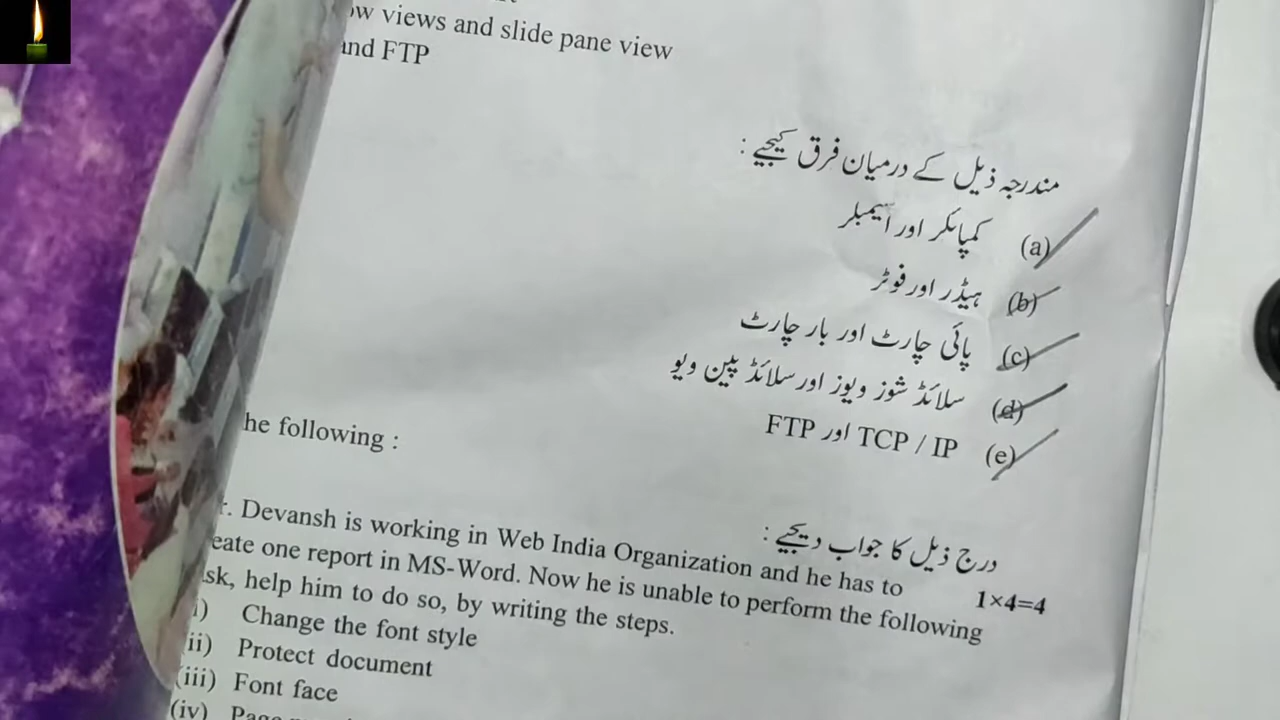 views and slide pane view
and FTP
مندرجہ ذیل کے درمیان فرق کیجیے :
(a) کمپائلر اور اسمبلر
(b) ہیڈر اور فوٹر
(c) پائی چارٹ اور بار چارٹ
(d) سلائڈ شوز ویوز اور سلائڈ پین ویو
(e) TCP / IP اور FTP
he following :
درج ذیل کا جواب دیجیے :
r. Devansh is working in Web India Organization and he has to 1×4=4
eate one report in MS-Word. Now he is unable to perform the following
sk, help him to do so, by writing the steps.
i) Change the font style
ii) Protect document
(iii) Font face
(iv)